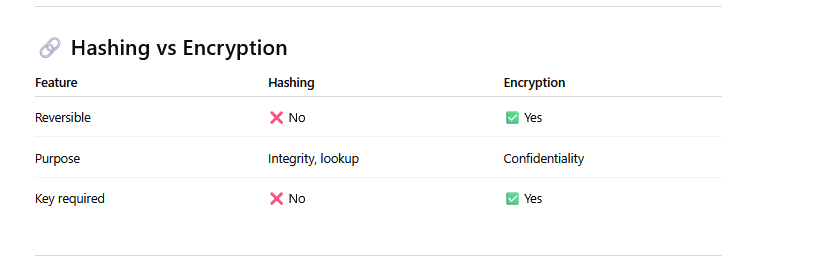 🔗 Hashing vs Encryption
Feature Hashing Encryption
Reversible ❌ No ✅ Yes
Purpose Integrity, lookup Confidentiality
Key required ❌ No ✅ Yes